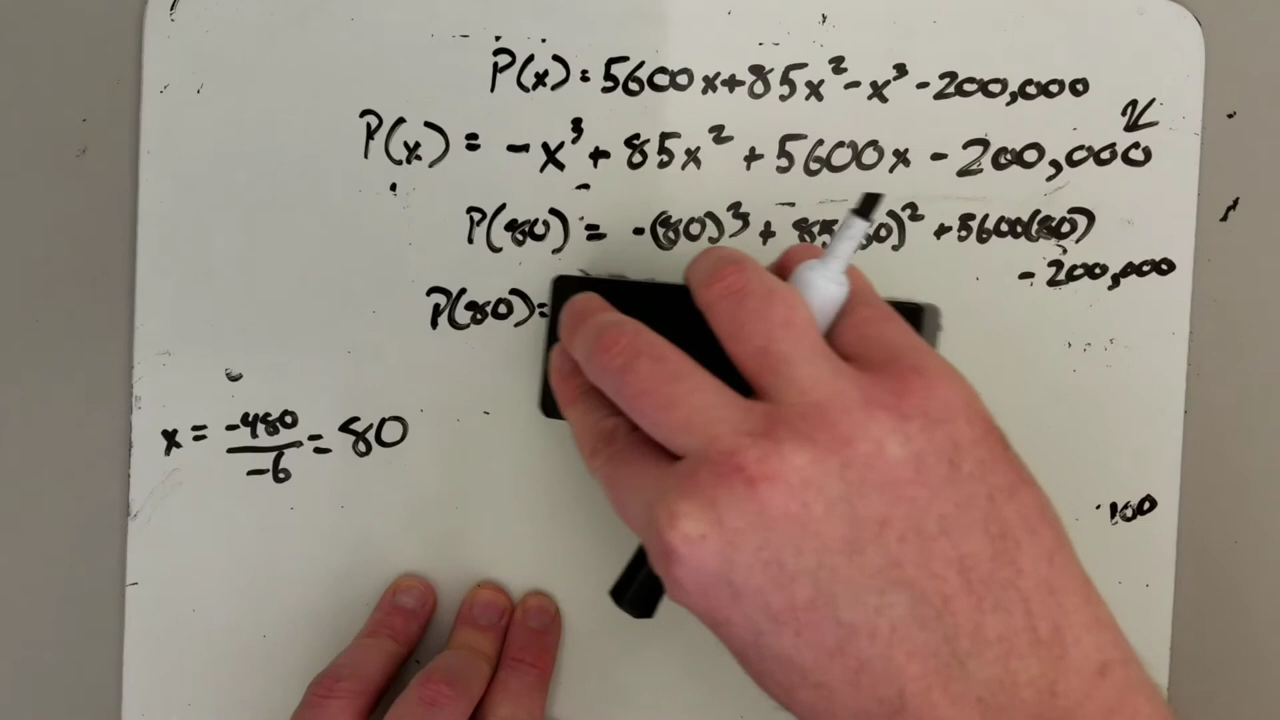 P(x) = 5600x+85x²-x³-200,000
P(x) = -x³+ 85x² +5600x - 200,000
P(80) = -(80)³+ 85(80)² +5600(80)
- 200,000
P(80)=
x = -480/-6 = 80
100